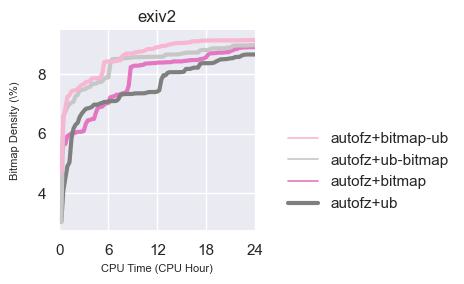 exiv2
Bitmap Density (\%)
8
6
4
0 6 12 18 24
CPU Time (CPU Hour)
autofz+bitmap-ub
autofz+ub-bitmap
autofz+bitmap
autofz+ub